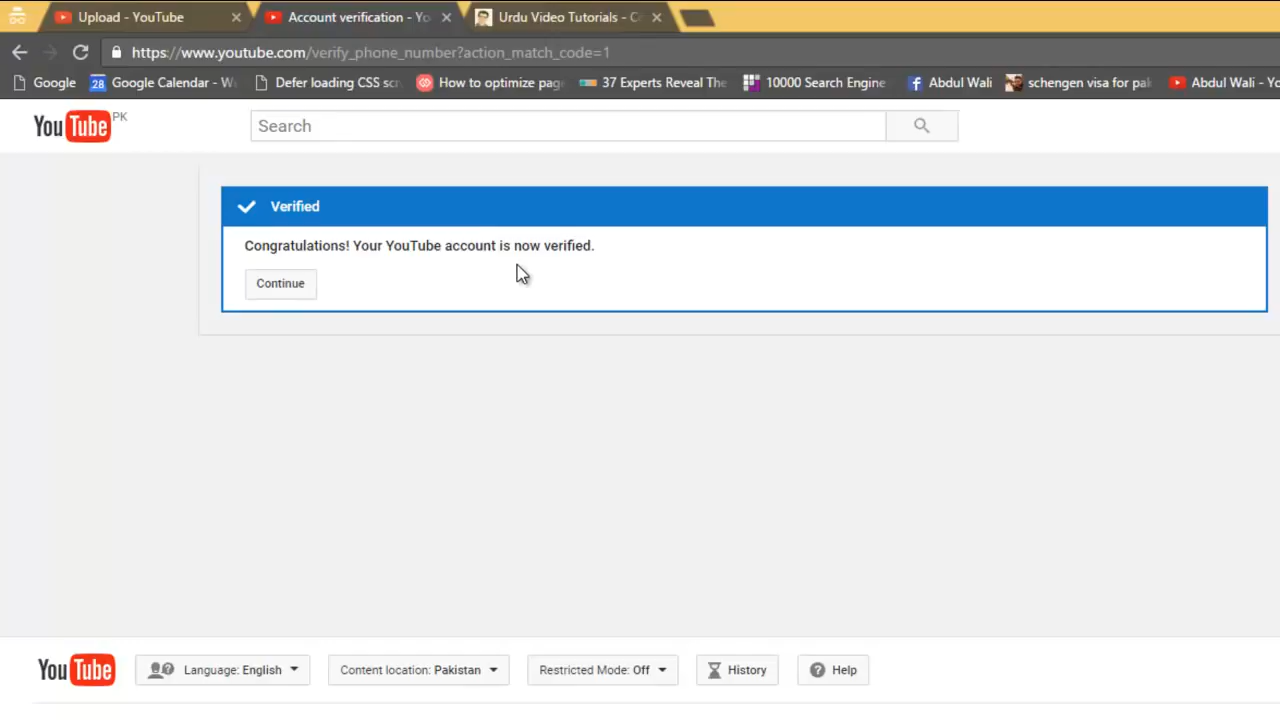 Upload - YouTube
Account verification - Yo
Urdu Video Tutorials - C
https://www.youtube.com/verify_phone_number?action_match_code=1
Google
28 Google Calendar - W
Defer loading CSS scr
How to optimize page
37 Experts Reveal The
10000 Search Engine
f Abdul Wali
schengen visa for pak
Abdul Wali - Yo
YouTube PK
Search
Verified
Congratulations! Your YouTube account is now verified.
Continue
YouTube
Language: English
Content location: Pakistan
Restricted Mode: Off
History
Help